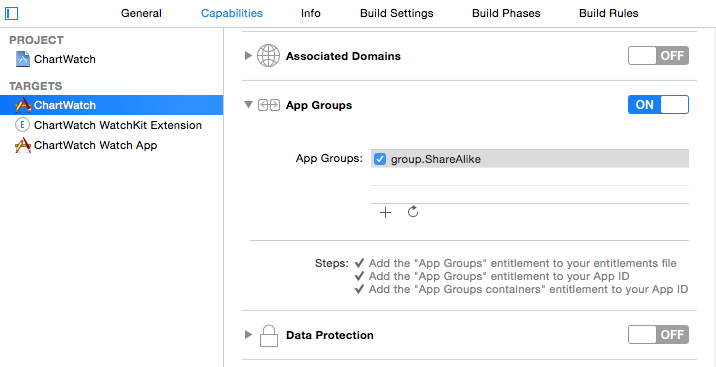 General Capabilities Info Build Settings Build Phases Build Rules
PROJECT
ChartWatch
TARGETS
ChartWatch
E ChartWatch WatchKit Extension
ChartWatch Watch App
Associated Domains OFF
App Groups ON
App Groups: group.ShareAlike
Steps: ✓ Add the "App Groups" entitlement to your entitlements file
✓ Add the "App Groups" entitlement to your App ID
✓ Add the "App Groups containers" entitlement to your App ID
Data Protection OFF